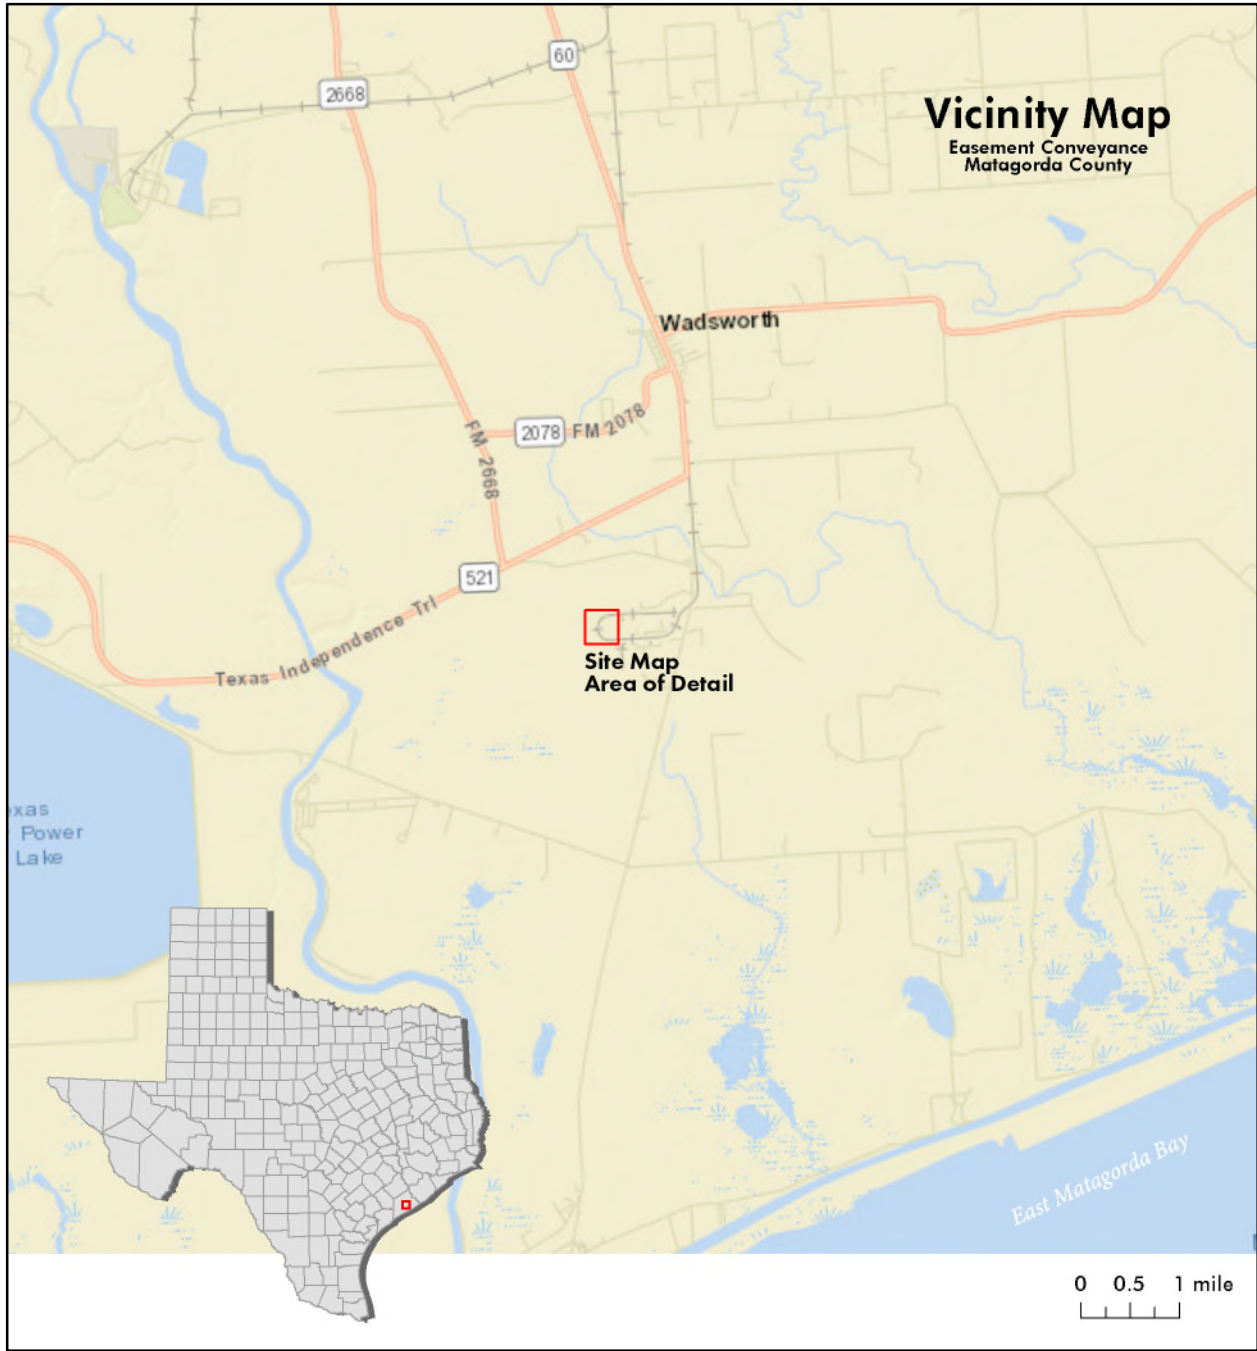 60
2668
Vicinity Map
Easement Conveyance
Matagorda County
Wadsworth
2078 FM 2078
FM 2668
521
Texas Independence Trl
Site Map
Area of Detail
exas
Power
Lake
East Matagorda Bay
0 0.5 1 mile